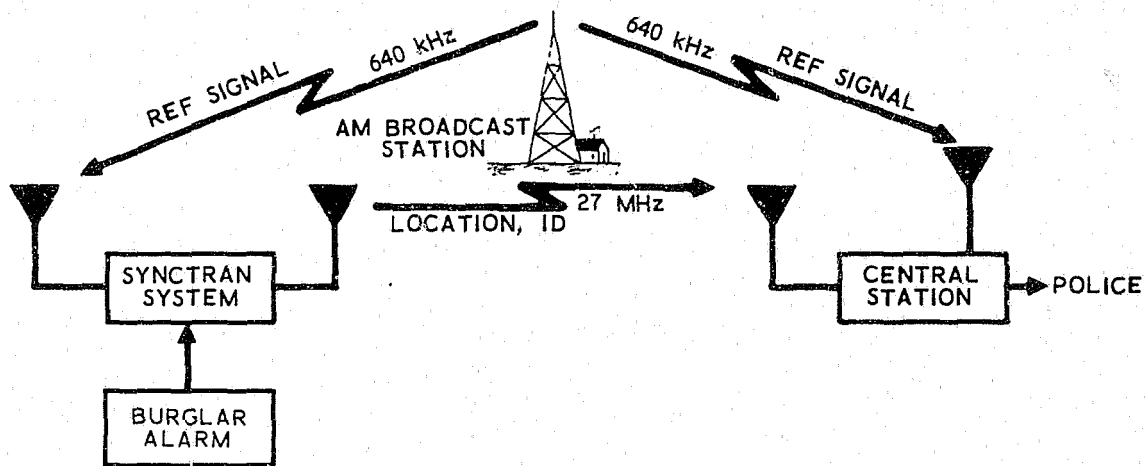 640 kHz
640 kHz
REF SIGNAL
REF SIGNAL
AM BROADCAST
STATION
27 MHz
LOCATION, ID
SYNCTRAN
SYSTEM
CENTRAL
STATION
POLICE
BURGLAR
ALARM